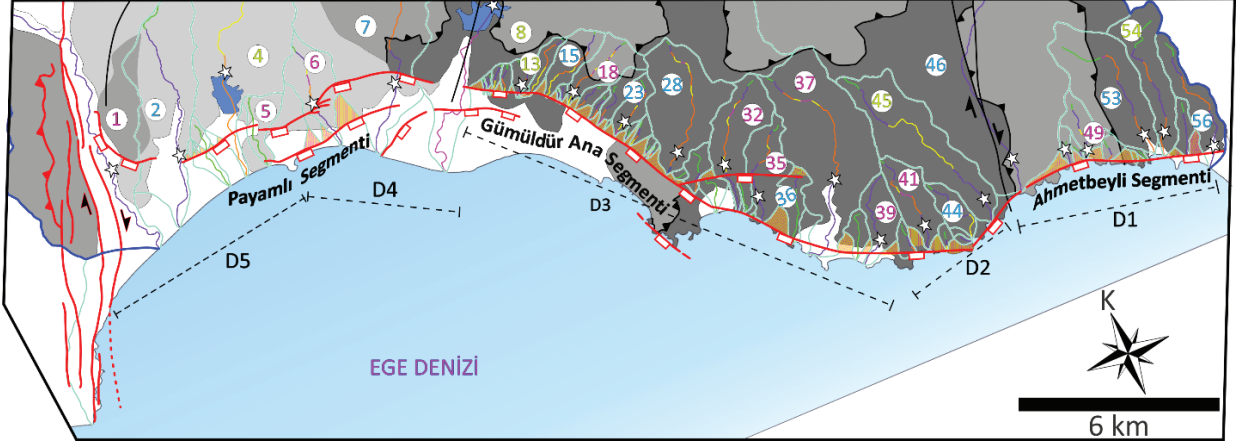 1
2
4
5
6
7
8
13
15
18
23
28
32
35
36
37
39
41
44
45
46
49
53
54
56
Payamlı Segmenti
Gümüldür Ana Segmenti
Ahmetbeyli Segmenti
D5
D4
D3
D2
D1
EGE DENİZİ
K
6 km